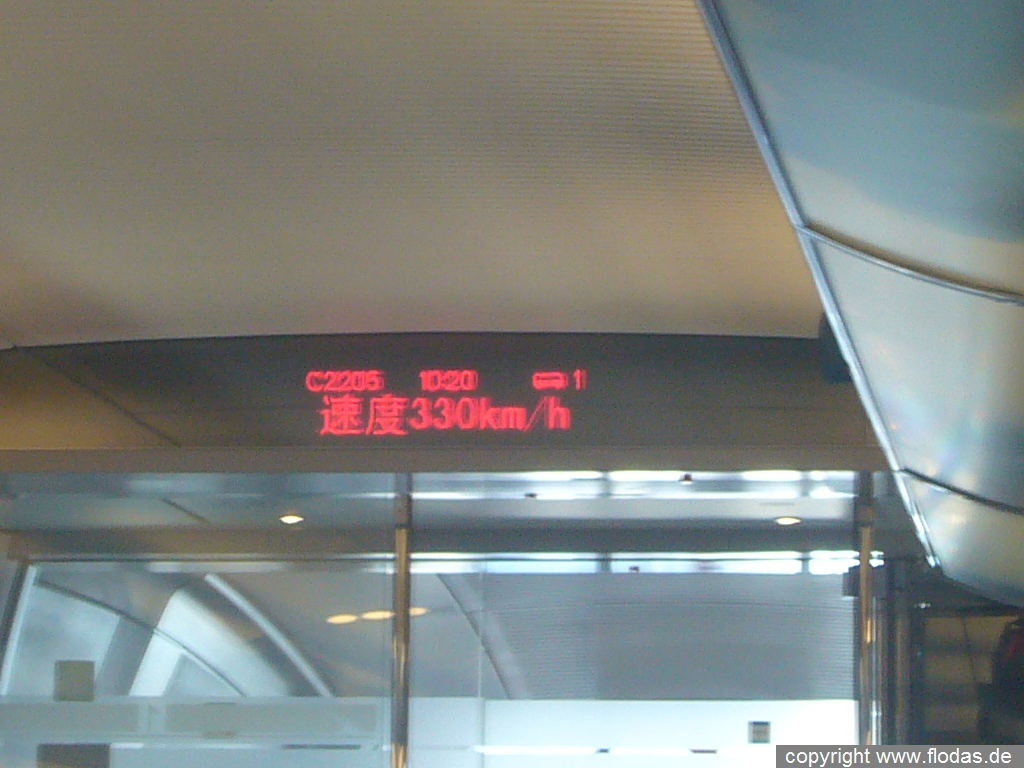 C2205 10:20 1
速度330km/h
copyright www.flodas.de